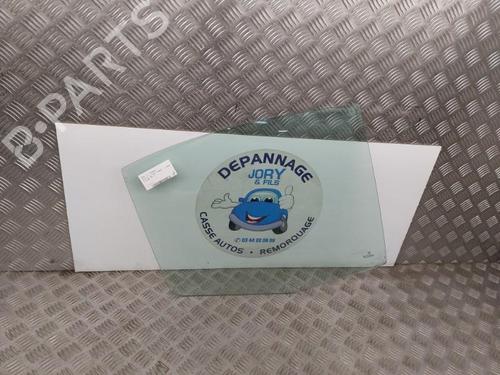 B-PARTS
DEPANNAGE
JORY
& FILS
CASSE AUTOS • REMORQUAGE